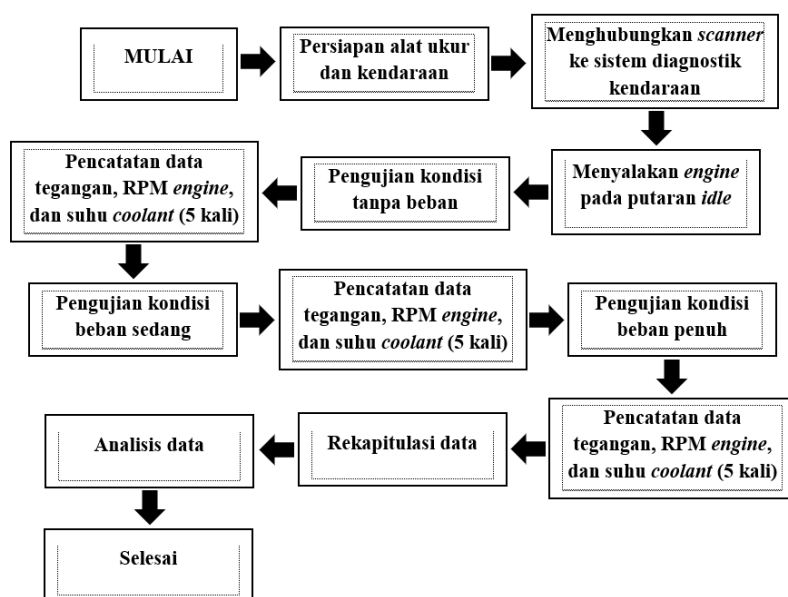 MULAI
Persiapan alat ukur
dan kendaraan
Menghubungkan scanner
ke sistem diagnostik
kendaraan
Menyalakan engine
pada putaran idle
Pengujian kondisi
tanpa beban
Pencatatan data
tegangan, RPM engine,
dan suhu coolant (5 kali)
Pengujian kondisi
beban sedang
Pencatatan data
tegangan, RPM engine,
dan suhu coolant (5 kali)
Pengujian kondisi
beban penuh
Pencatatan data
tegangan, RPM engine,
dan suhu coolant (5 kali)
Rekapitulasi data
Analisis data
Selesai